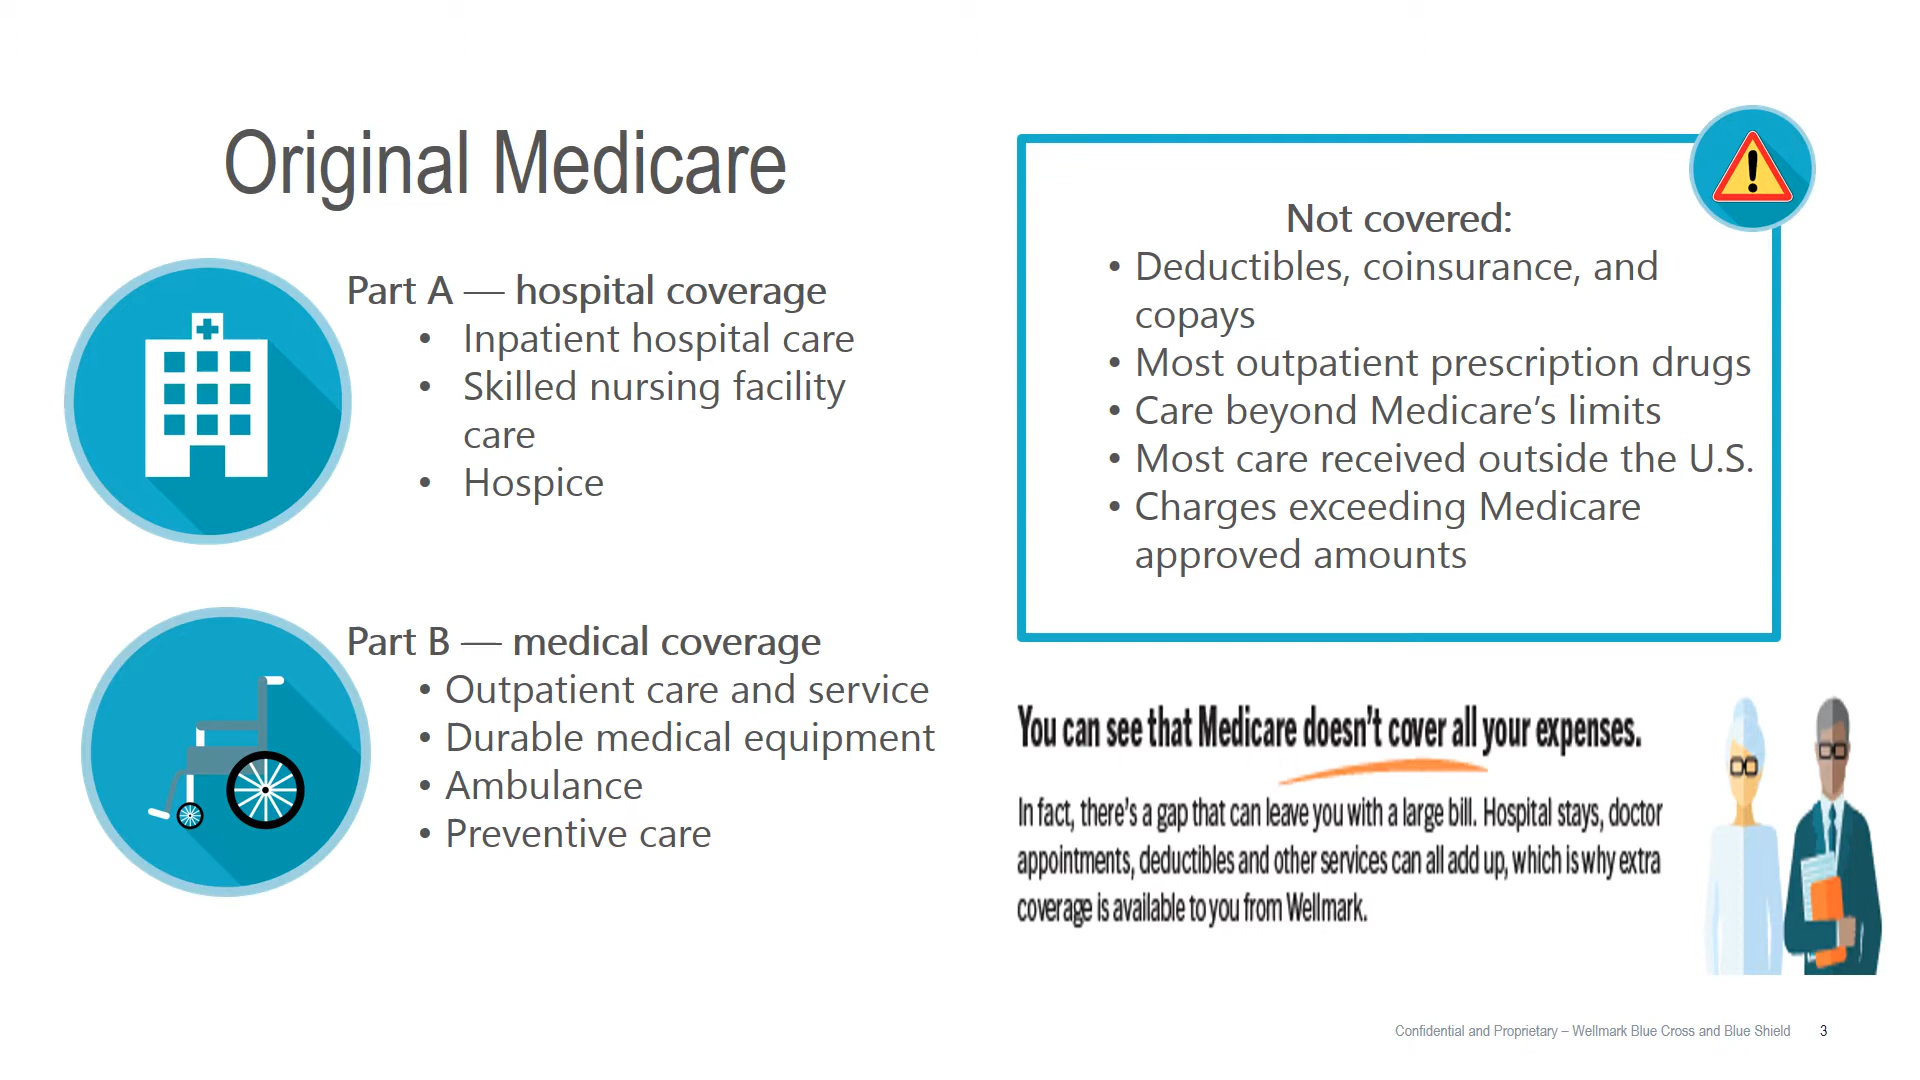 Original Medicare
Part A — hospital coverage
• Inpatient hospital care
• Skilled nursing facility
care
• Hospice
Part B — medical coverage
• Outpatient care and service
• Durable medical equipment
• Ambulance
• Preventive care
Not covered:
• Deductibles, coinsurance, and
copays
• Most outpatient prescription drugs
• Care beyond Medicare’s limits
• Most care received outside the U.S.
• Charges exceeding Medicare
approved amounts
You can see that Medicare doesn’t cover all your expenses.
In fact, there’s a gap that can leave you with a large bill. Hospital stays, doctor
appointments, deductibles and other services can all add up, which is why extra
coverage is available to you from Wellmark.
Confidential and Proprietary – Wellmark Blue Cross and Blue Shield 3